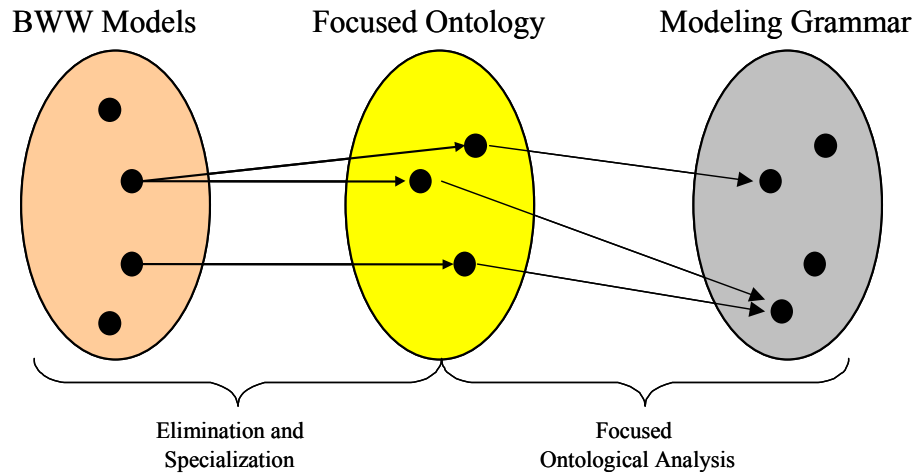 BWW Models
Focused Ontology
Modeling Grammar
Elimination and
Specialization
Focused
Ontological Analysis